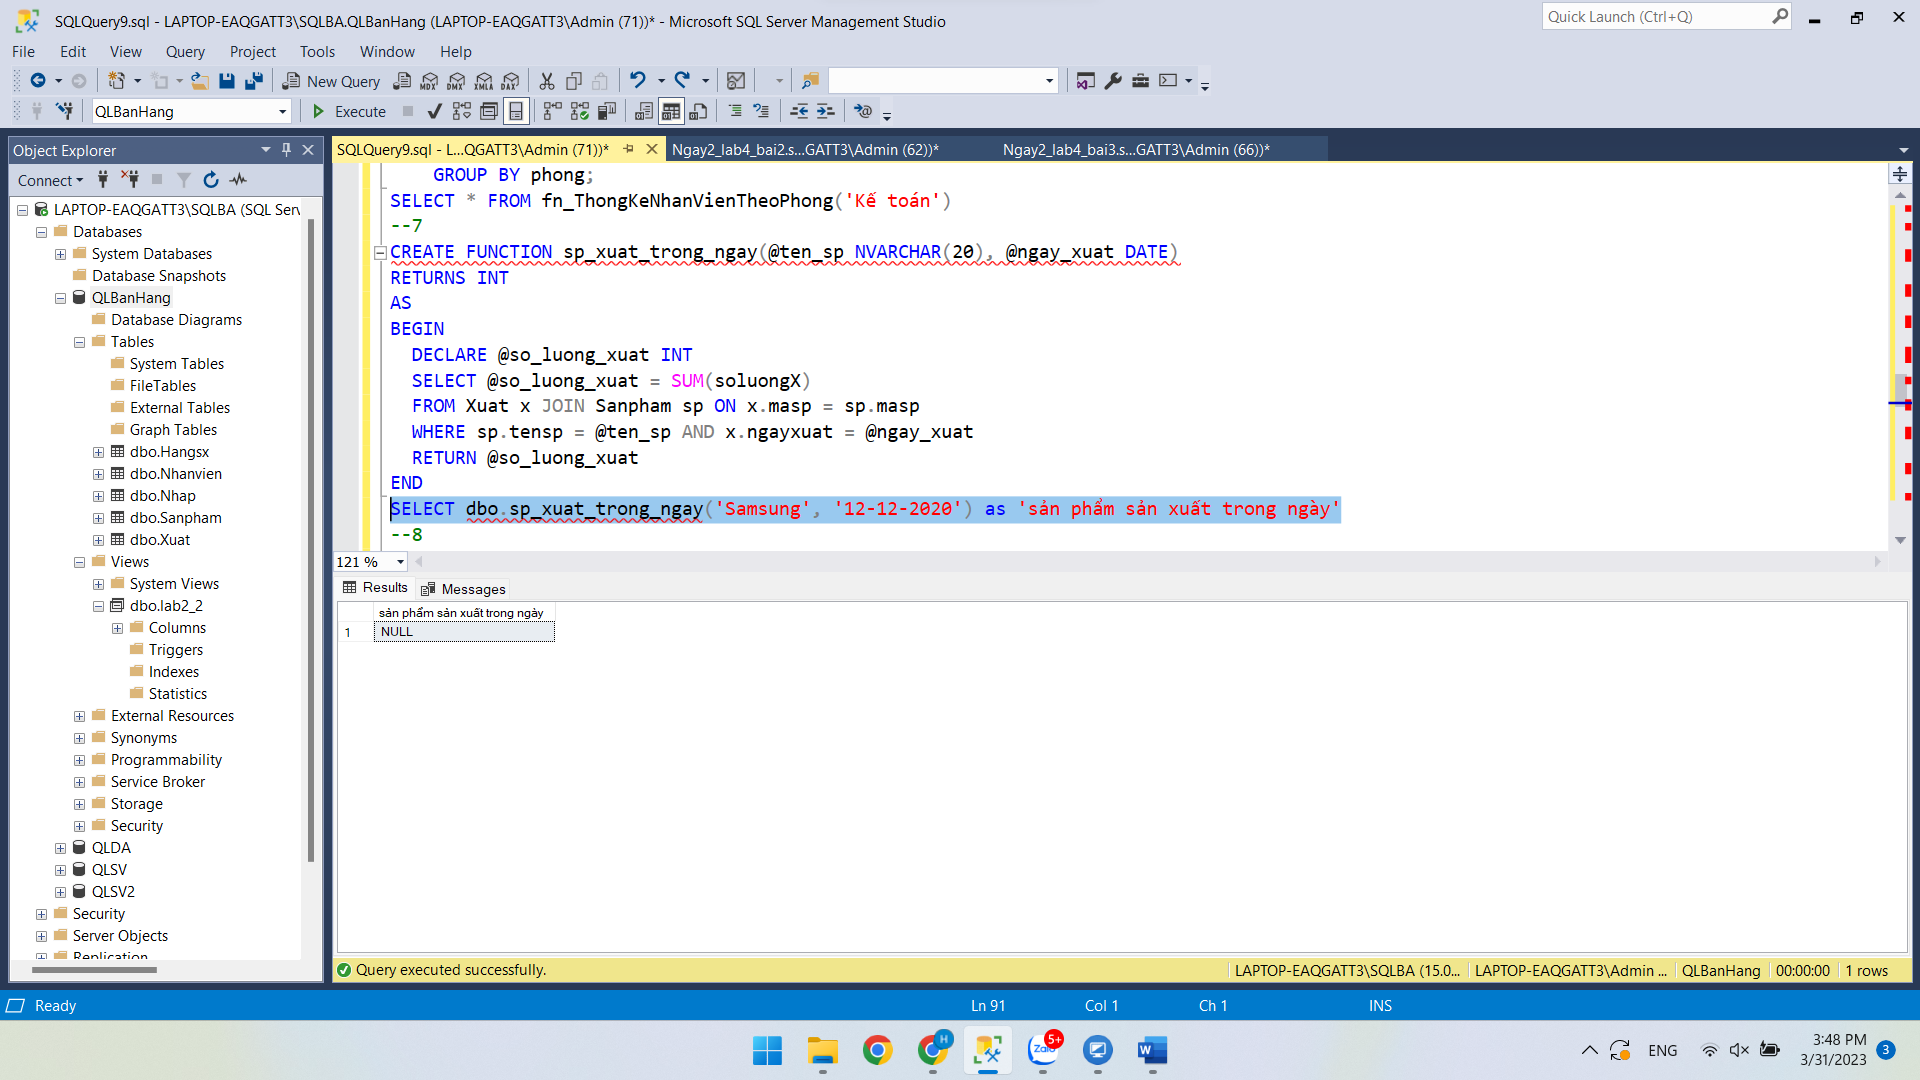 SQLQuery9.sql - LAPTOP-EAQGATT3\SQLBA.QLBanHang (LAPTOP-EAQGATT3\Admin (71))* - Microsoft SQL Server Management Studio
Quick Launch (Ctrl+Q)
File Edit View Query Project Tools Window Help
New Query MDX DMX XMLA DAX
QLBanHang Execute
Object Explorer
Connect
LAPTOP-EAQGATT3\SQLBA (SQL Serv
Databases
System Databases
Database Snapshots
QLBanHang
Database Diagrams
Tables
System Tables
FileTables
External Tables
Graph Tables
dbo.Hangsx
dbo.Nhanvien
dbo.Nhap
dbo.Sanpham
dbo.Xuat
Views
System Views
dbo.lab2_2
Columns
Triggers
Indexes
Statistics
External Resources
Synonyms
Programmability
Service Broker
Storage
Security
QLDA
QLSV
QLSV2
Security
Server Objects
Replication
SQLQuery9.sql - L...QGATT3\Admin (71))* Ngay2_lab4_bai2.s...GATT3\Admin (62))* Ngay2_lab4_bai3.s...GATT3\Admin (66))*
GROUP BY phong;
SELECT * FROM fn_ThongKeNhanVienTheoPhong('Kế toán')
--7
CREATE FUNCTION sp_xuat_trong_ngay(@ten_sp NVARCHAR(20), @ngay_xuat DATE)
RETURNS INT
AS
BEGIN
DECLARE @so_luong_xuat INT
SELECT @so_luong_xuat = SUM(soluongX)
FROM Xuat x JOIN Sanpham sp ON x.masp = sp.masp
WHERE sp.tensp = @ten_sp AND x.ngayxuat = @ngay_xuat
RETURN @so_luong_xuat
END
SELECT dbo.sp_xuat_trong_ngay('Samsung', '12-12-2020') as 'sản phẩm sản xuất trong ngày'
--8
121 %
Results Messages
sản phẩm sản xuất trong ngày
1 NULL
Query executed successfully. LAPTOP-EAQGATT3\SQLBA (15.0... LAPTOP-EAQGATT3\Admin ... QLBanHang 00:00:00 1 rows
Ready Ln 91 Col 1 Ch 1 INS
H
5+
Zalo
W
ENG
3:48 PM
3/31/2023
3